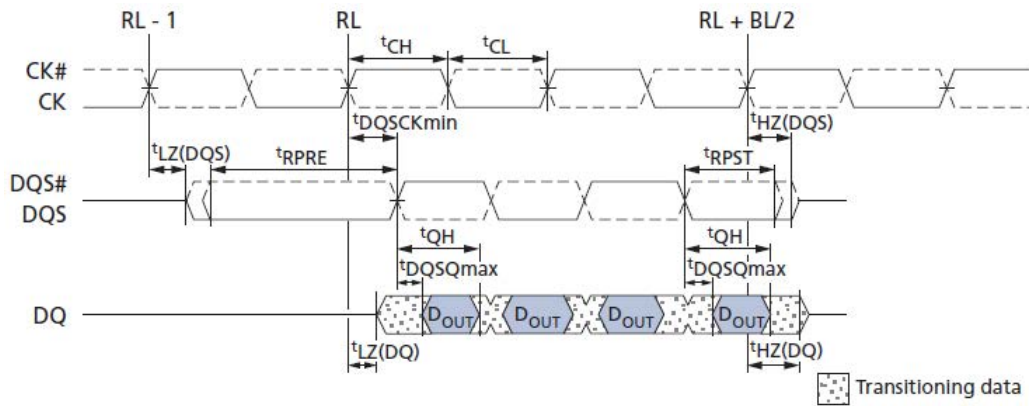 RL - 1
RL
RL + BL/2
tCH
tCL
CK#
CK
tDQSCKmin
tHZ(DQS)
tLZ(DQS)
tRPRE
tRPST
DQS#
DQS
tQH
tQH
tDQSQmax
tDQSQmax
DQ
DOUT
DOUT
DOUT
DOUT
tLZ(DQ)
tHZ(DQ)
Transitioning data